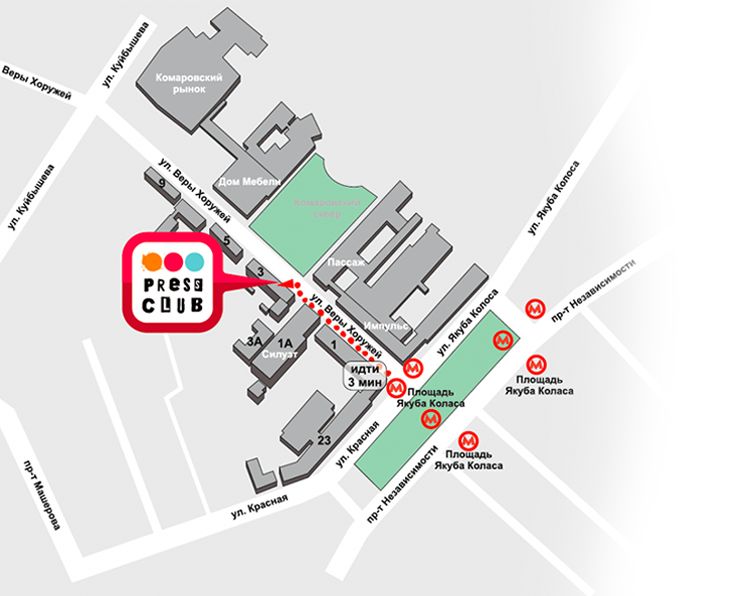 ул. Куйбышева
Веры Хоружей
Комаровский
рынок
ул. Куйбышева
ул. Веры Хоружей
9
Дом Мебели
Комаровский
сквер
5
3
Пассаж
ул. Якуба Коласа
пр-т Независимости
PRESS
CLUB
ул. Веры Хоружей
Импульс
ул. Якуба Коласа
3А
1А
Силуэт
1
идти
3 мин
М
М
М
М
М
М
М
Площадь
Якуба Коласа
Площадь
Якуба Коласа
Площадь
Якуба Коласа
23
ул. Красная
пр-т Независимости
ул. Красная
пр-т Машерова